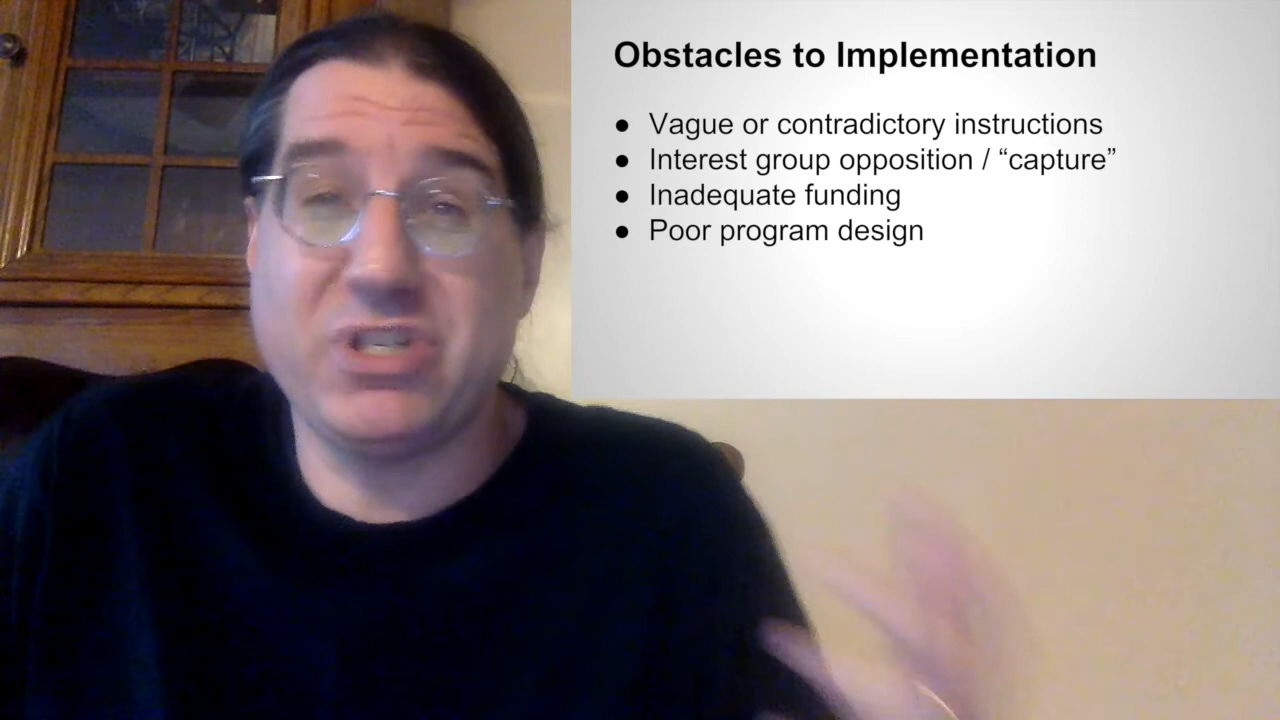 Obstacles to Implementation
● Vague or contradictory instructions
● Interest group opposition / “capture”
● Inadequate funding
● Poor program design